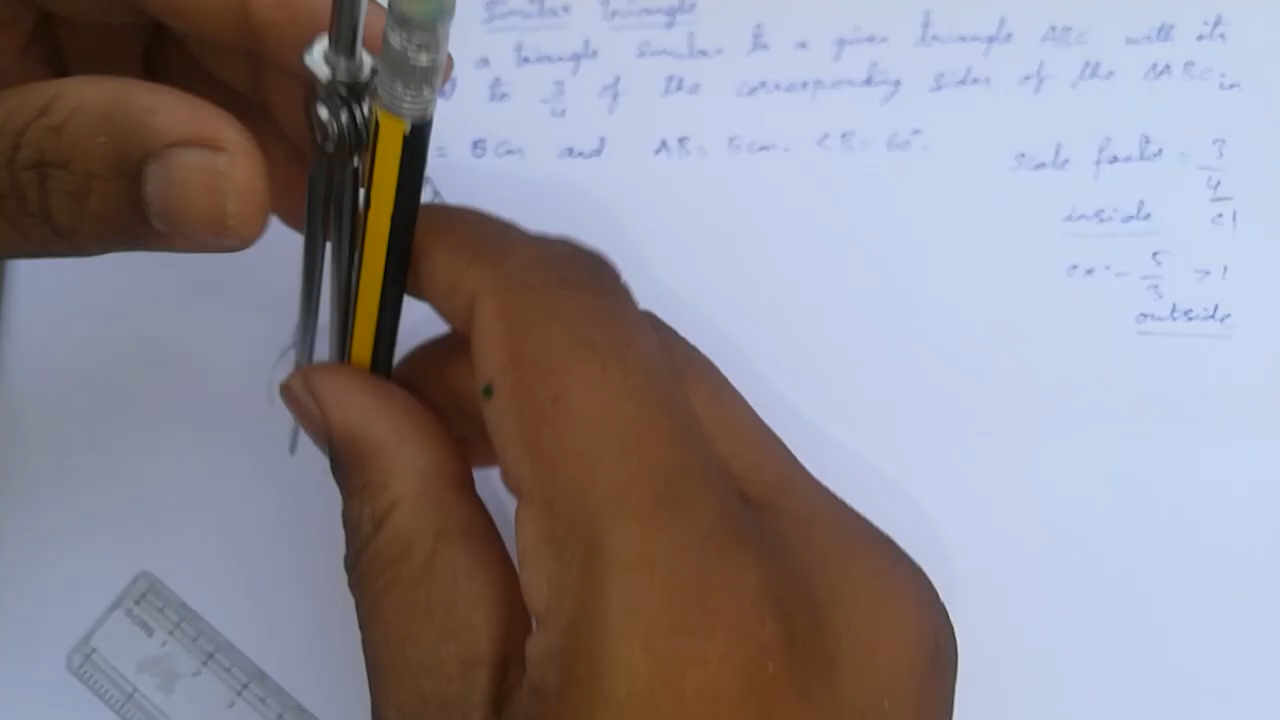 Similar Triangle
a triangle similar to a given triangle ABC with its
to 3/4 of the corresponding sides of the ΔABC in
= 5cm and AB = 5cm. <B = 60°.
scale factor = 3/4
inside <1
ex:- 5/3 >1
outside